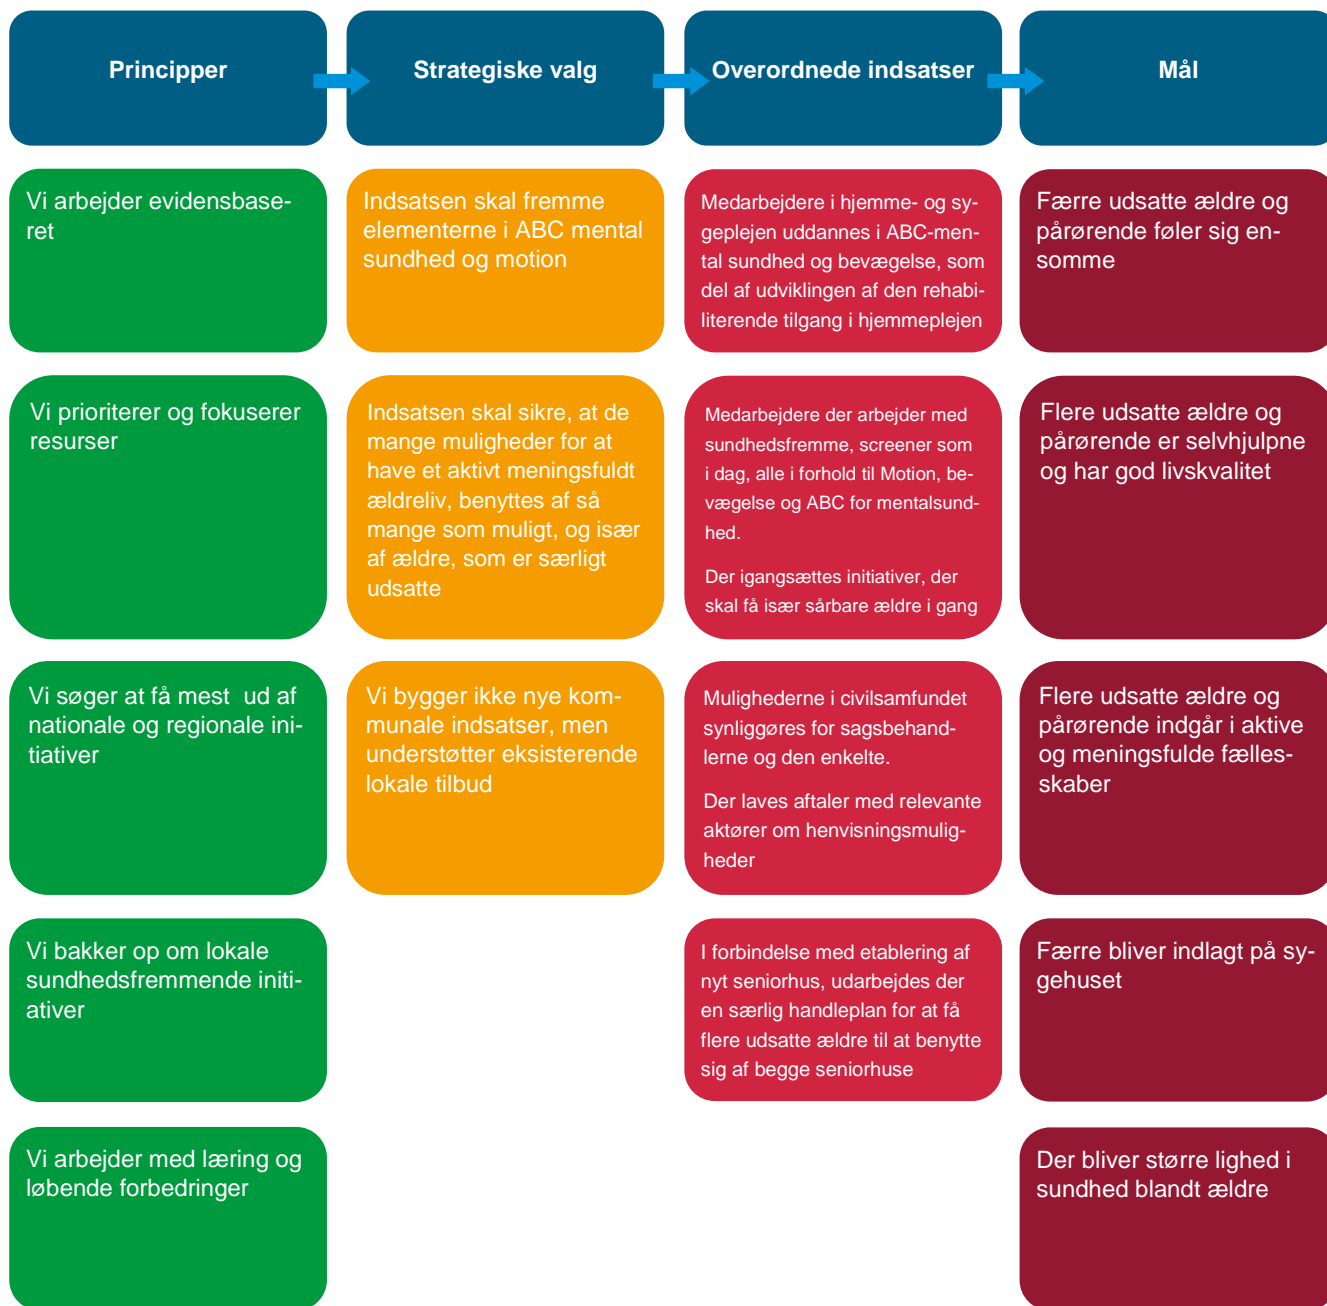 Principper
Strategiske valg
Overordnede indsatser
Mål
Vi arbejder evidensbase-
ret
Indsatsen skal fremme
elementerne i ABC mental
sundhed og motion
Medarbejdere i hjemme- og sy-
geplejen uddannes i ABC-men-
tal sundhed og bevægelse, som
del af udviklingen af den rehabi-
literende tilgang i hjemmeplejen
Færre udsatte ældre og
pårørende føler sig en-
somme
Vi prioriterer og fokuserer
resurser
Indsatsen skal sikre, at de
mange muligheder for at
have et aktivt meningsfuldt
ældreliv, benyttes af så
mange som muligt, og især
af ældre, som er særligt
udsatte
Medarbejdere der arbejder med
sundhedsfremme, screener som
i dag, alle i forhold til Motion, be-
vægelse og ABC for mentalsund-
hed.
Der igangsættes initiativer, der
skal få især sårbare ældre i gang
Flere udsatte ældre og
pårørende er selvhjulpne
og har god livskvalitet
Vi søger at få mest  ud af
nationale og regionale ini-
tiativer
Vi bygger ikke nye kom-
munale indsatser, men
understøtter eksisterende
lokale tilbud
Mulighederne i civilsamfundet
synliggøres for sagsbehand-
lerne og den enkelte.
Der laves aftaler med relevante
aktører om henvisningsmulig-
heder
Flere udsatte ældre og
pårørende indgår i aktive
og meningsfulde fælles-
skaber
Vi bakker op om lokale
sundhedsfremmende initi-
ativer
I forbindelse med etablering af
nyt seniorhus, udarbejdes der
en særlig handleplan for at få
flere udsatte ældre til at benytte
sig af begge seniorhuse
Færre bliver indlagt på sy-
gehuset
Vi arbejder med læring og
løbende forbedringer
Der bliver større lighed i
sundhed blandt ældre